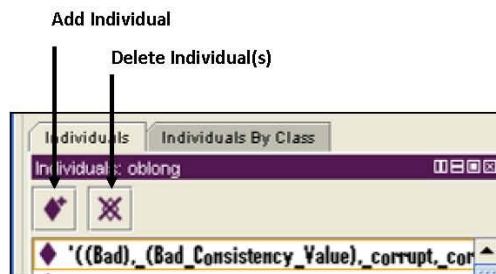 Add Individual
Delete Individual(s)
Individuals Individuals By Class
Individuals: oblong
'((Bad),_(Bad_Consistency_Value),_corrupt,_cor